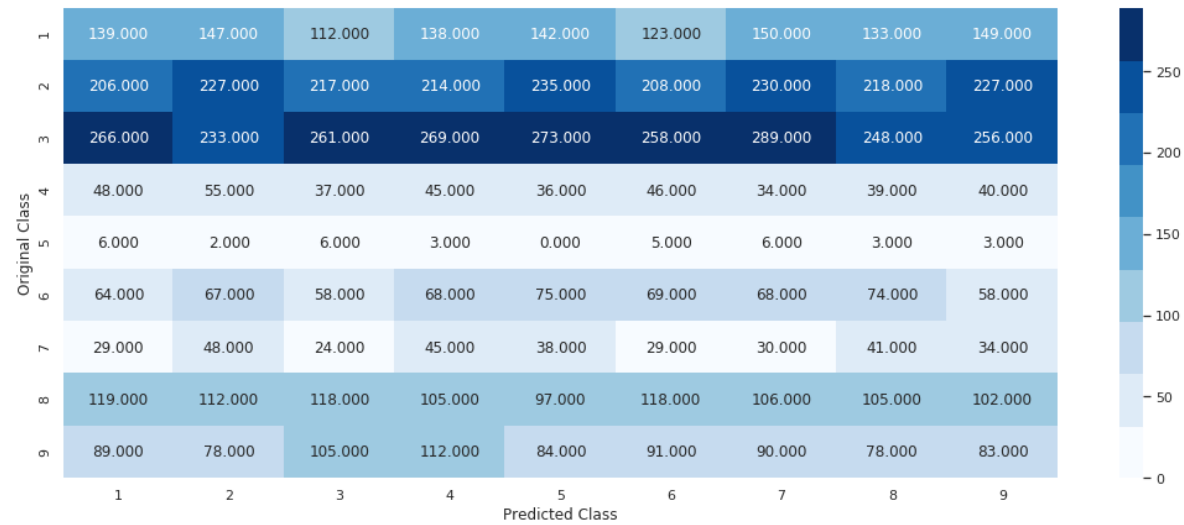 1 139.000 147.000 112.000 138.000 142.000 123.000 150.000 133.000 149.000
2 206.000 227.000 217.000 214.000 235.000 208.000 230.000 218.000 227.000
3 266.000 233.000 261.000 269.000 273.000 258.000 289.000 248.000 256.000
4 48.000 55.000 37.000 45.000 36.000 46.000 34.000 39.000 40.000
5 6.000 2.000 6.000 3.000 0.000 5.000 6.000 3.000 3.000
6 64.000 67.000 58.000 68.000 75.000 69.000 68.000 74.000 58.000
7 29.000 48.000 24.000 45.000 38.000 29.000 30.000 41.000 34.000
8 119.000 112.000 118.000 105.000 97.000 118.000 106.000 105.000 102.000
9 89.000 78.000 105.000 112.000 84.000 91.000 90.000 78.000 83.000
1 2 3 4 5 6 7 8 9
Predicted Class
Original Class
250
200
150
100
50
0